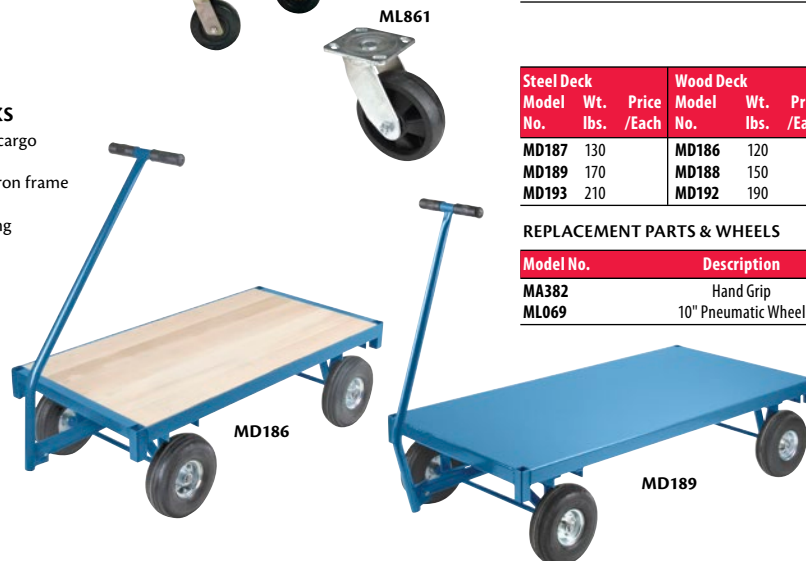 ML861
cargo
ron frame
Steel Deck Wood Deck
Model Wt. Price Model Wt.
No. lbs. /Each No. lbs.
MD187 130 MD186 120
MD189 170 MD188 150
MD193 210 MD192 190
REPLACEMENT PARTS & WHEELS
Model No. Description
MA382 Hand Grip
ML069 10" Pneumatic Wheel
MD186
MD189